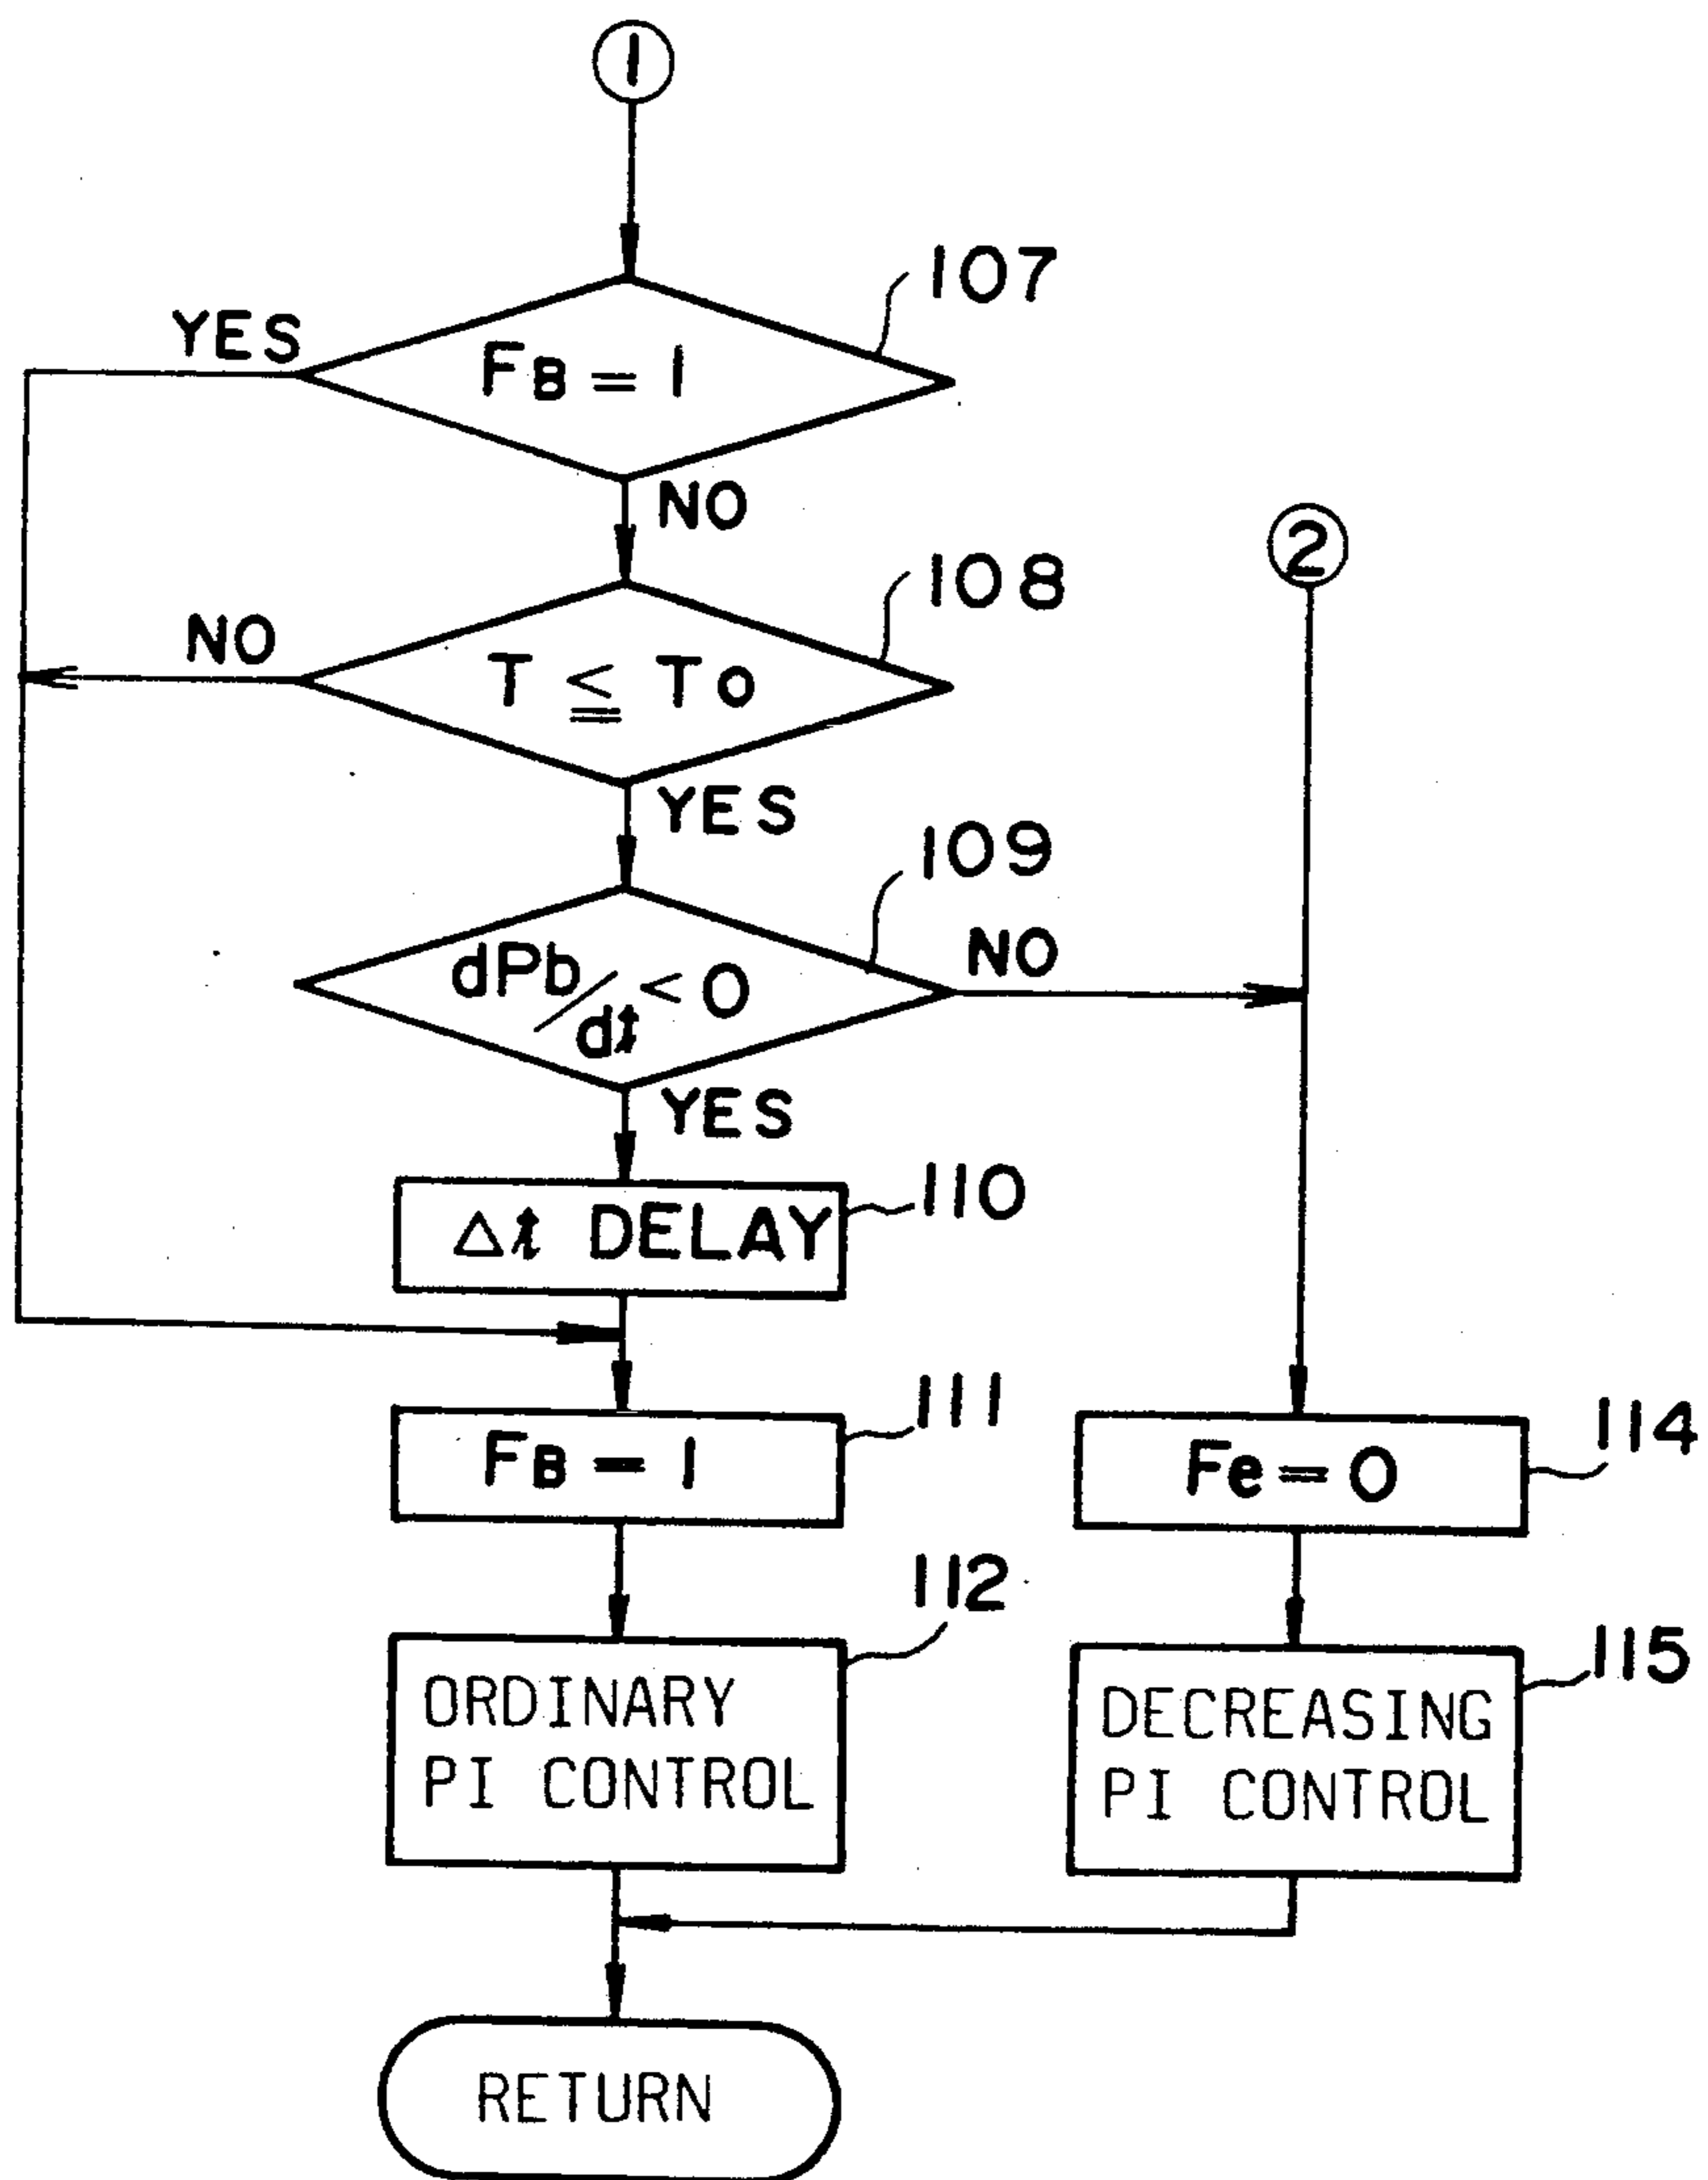 1
107
YES
FB = 1
NO
2
108
NO
T ≦ To
YES
109
dPb/dt < 0
NO
YES
110
Δt DELAY
111
FB = 1
114
Fe = 0
112
ORDINARY
PI CONTROL
115
DECREASING
PI CONTROL
RETURN